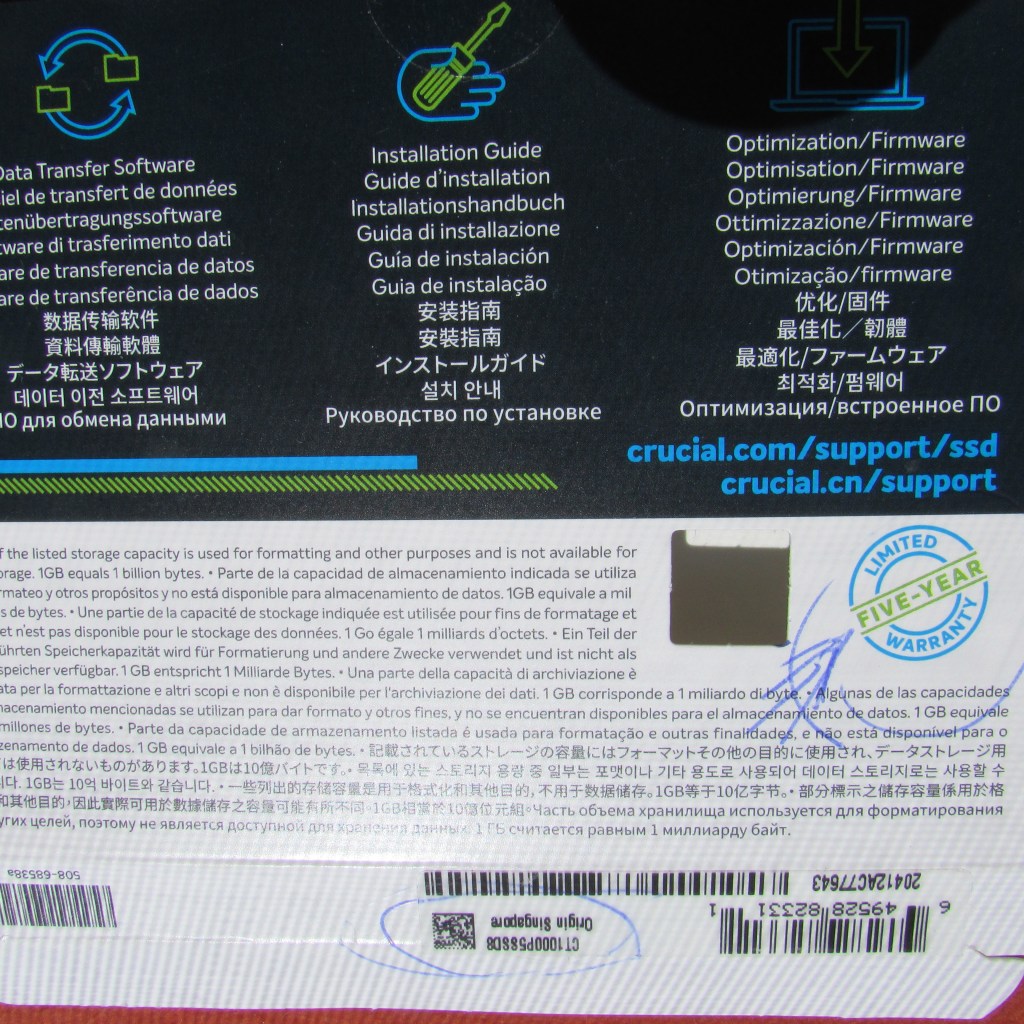 Data Transfer Software
iel de transfert de données
tenübertragungssoftware
tware di trasferimento dati
are de transferencia de datos
are de transferência de dados
数据传输软件
資料傳輸軟體
データ転送ソフトウェア
데이터 이전 소프트웨어
ПО для обмена данными
Installation Guide
Guide d'installation
Installationshandbuch
Guida di installazione
Guía de instalación
Guia de instalação
安装指南
安裝指南
インストールガイド
설치 안내
Руководство по установке
Optimization/Firmware
Optimisation/Firmware
Optimierung/Firmware
Ottimizzazione/Firmware
Optimización/Firmware
Otimização/firmware
优化/固件
最佳化／韌體
最適化/ファームウェア
최적화/펌웨어
Оптимизация/встроенное ПО
crucial.com/support/ssd
crucial.cn/support
f the listed storage capacity is used for formatting and other purposes and is not available for
orage. 1GB equals 1 billion bytes. • Parte de la capacidad de almacenamiento indicada se utiliza
rmateo y otros propósitos y no está disponible para almacenamiento de datos. 1GB equivale a mil
s de bytes. • Une partie de la capacité de stockage indiquée est utilisée pour fins de formatage et
et n'est pas disponible pour le stockage des données. 1 Go égale 1 milliards d'octets. • Ein Teil der
ührten Speicherkapazität wird für Formatierung und andere Zwecke verwendet und ist nicht als
speicher verfügbar. 1 GB entspricht 1 Milliarde Bytes. • Una parte della capacità di archiviazione è
ata per la formattazione e altri scopi e non è disponibile per l'archiviazione dei dati. 1 GB corrisponde a 1 miliardo di byte. • Algunas de las capacidades
macenamiento mencionadas se utilizan para dar formato y otros fines, y no se encuentran disponibles para el almacenamiento de datos. 1 GB equivale
millones de bytes. • Parte da capacidade de armazenamento listada é usada para formatação e outras finalidades, e não está disponível para o
zenamento de dados. 1 GB equivale a 1 bilhão de bytes. • 記載されているストレージの容量にはフォーマットその他の目的に使用され、データストレージ用
ては使用されないものがあります。1GBは10億バイトです。• 목록에 있는 스토리지 용량 중 일부는 포맷이나 기타 용도로 사용되어 데이터 스토리지로는 사용할 수
니다. 1GB는 10억 바이트와 같습니다. • 一些列出的存储容量是用于格式化和其他目的, 不用于数据储存。1GB等于10亿字节。• 部分標示之儲存容量係用於格
和其他目的, 因此實際可用於數據儲存之容量可能有所不同。1GB相當於10億位元組。• Часть объема хранилища используется для форматирования
угих целей, поэтому не является доступной для хранения данных. 1 ГБ считается равным 1 миллиарду байт.
LIMITED
FIVE-YEAR
WARRANTY
508-68538a
20412AC77643
6 49528 82331 1
CT1000P5SSD8
Origin Singapore